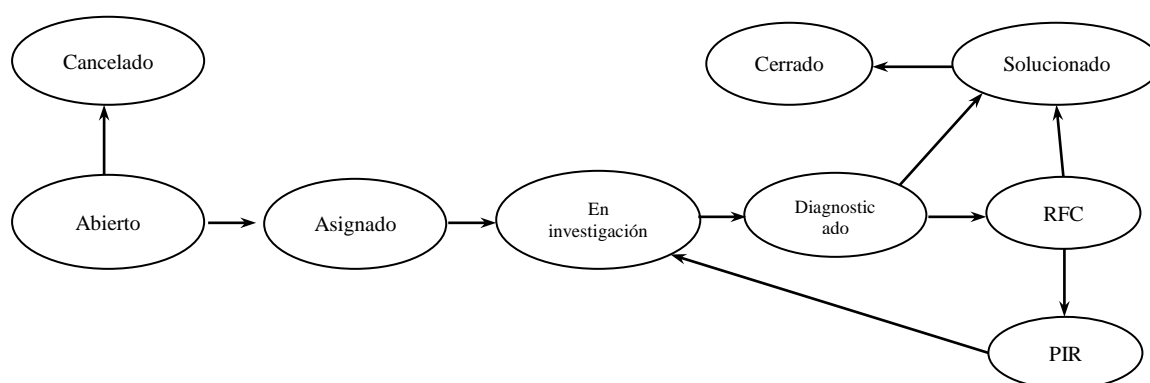 Cancelado
Cerrado
Solucionado
Abierto
Asignado
En
investigación
Diagnostic
ado
RFC
PIR